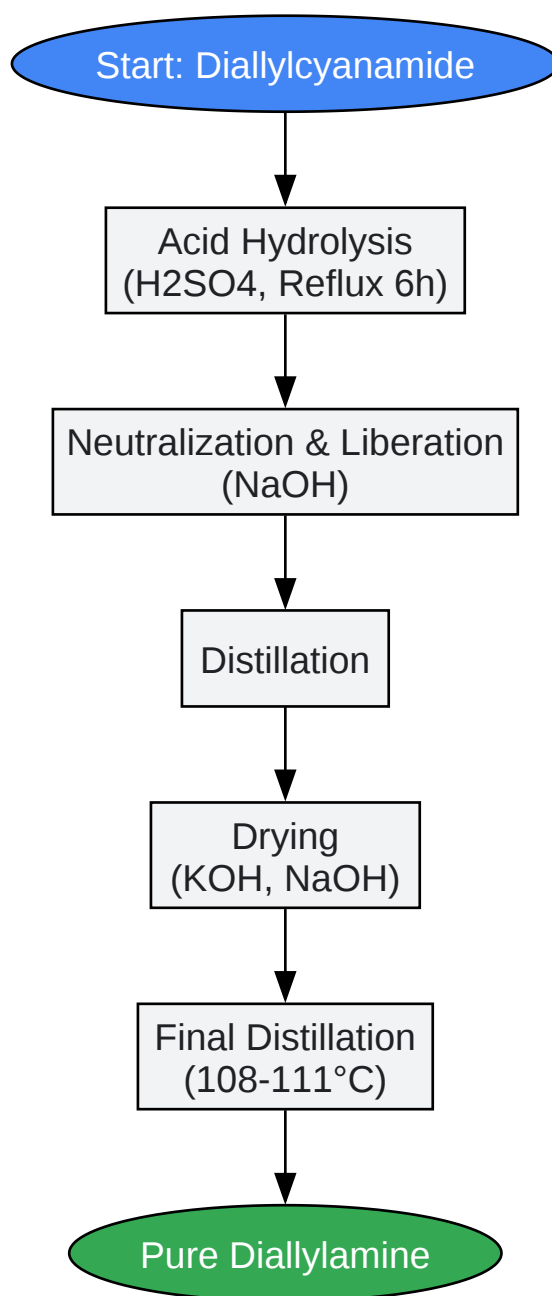 Start: Diallylcyanamide
Acid Hydrolysis
(H2SO4, Reflux 6h)
Neutralization & Liberation
(NaOH)
Distillation
Drying
(KOH, NaOH)
Final Distillation
(108-111°C)
Pure Diallylamine